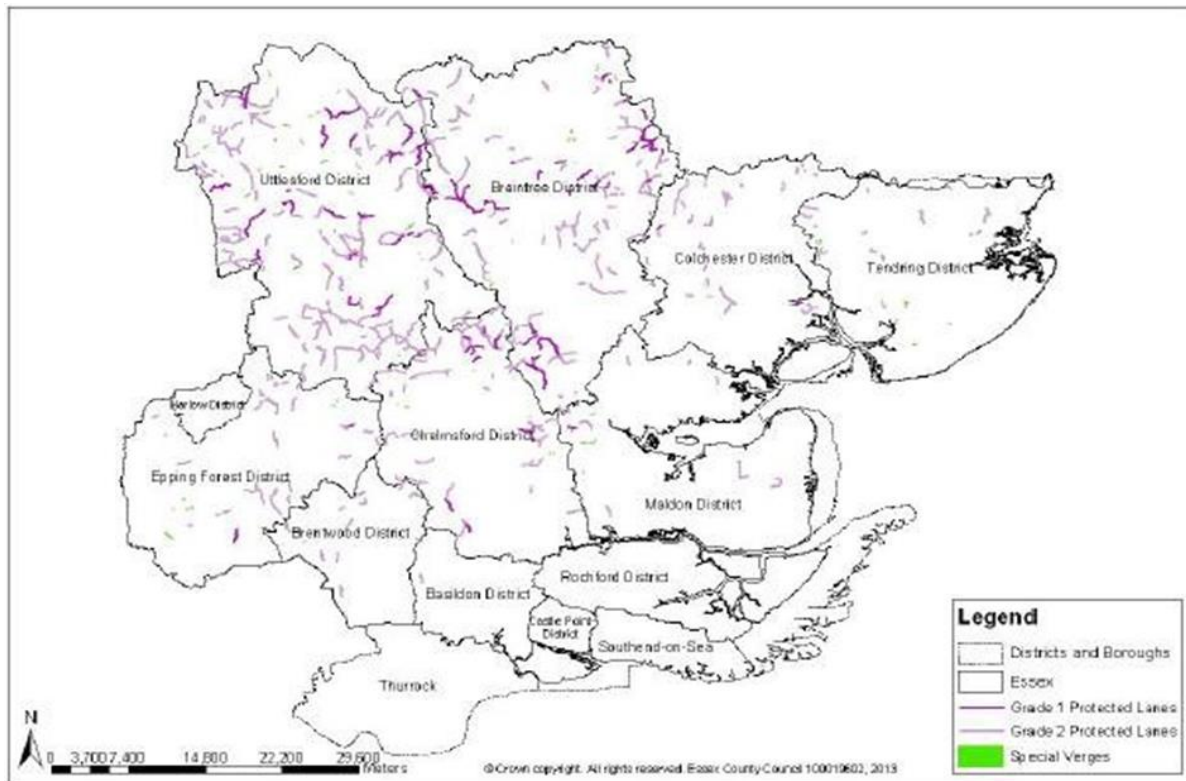 Uttlesford District
Braintree District
Colchester District
Tendring District
Harlow District
Chelmsford District
Epping Forest District
Maldon District
Brentwood District
Rochford District
Basildon District
Castle Point
District
Southend-on-Sea
Thurrock
Legend
Districts and Boroughs
Essex
Grade 1 Protected Lanes
Grade 2 Protected Lanes
Special Verges
N
0 3,700 7,400 14,800 22,200 29,600
Meters
©Crown copyright. All rights reserved. Essex County Council 100019602, 2013